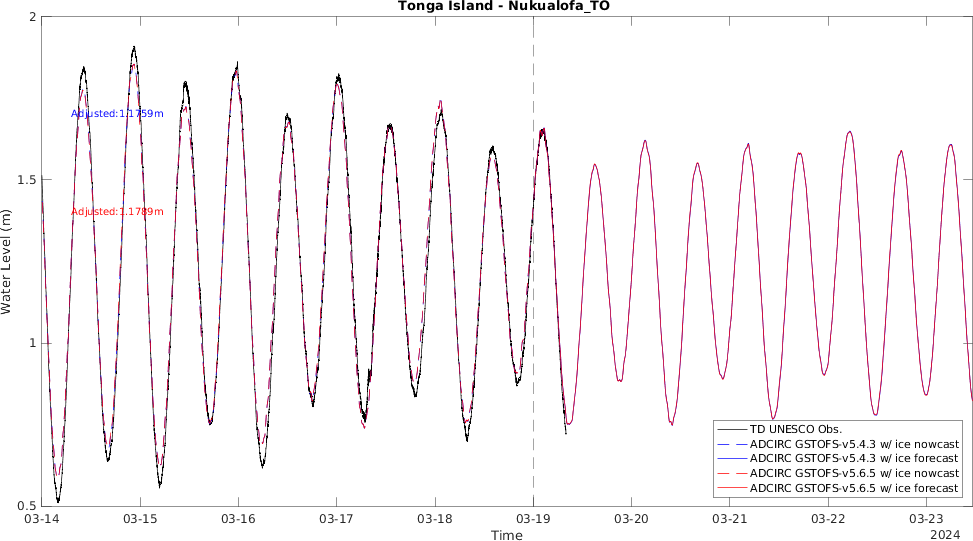 Tonga Island - Nukualofa_TO
2
1.5
1
0.5
Water Level (m)
Adjusted:1.1759m
Adjusted:1.1789m
TD UNESCO Obs.
ADCIRC GSTOFS-v5.4.3 w/ ice nowcast
ADCIRC GSTOFS-v5.4.3 w/ ice forecast
ADCIRC GSTOFS-v5.6.5 w/ ice nowcast
ADCIRC GSTOFS-v5.6.5 w/ ice forecast
03-14 03-15 03-16 03-17 03-18 03-19 03-20 03-21 03-22 03-23
Time
2024